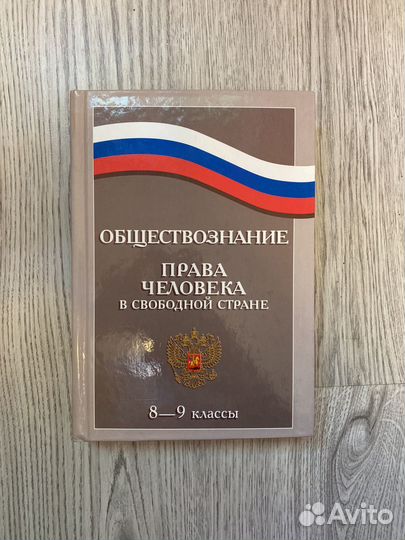 ОБЩЕСТВОЗНАНИЕ
ПРАВА
ЧЕЛОВЕКА
В СВОБОДНОЙ СТРАНЕ
8—9 классы
Avito